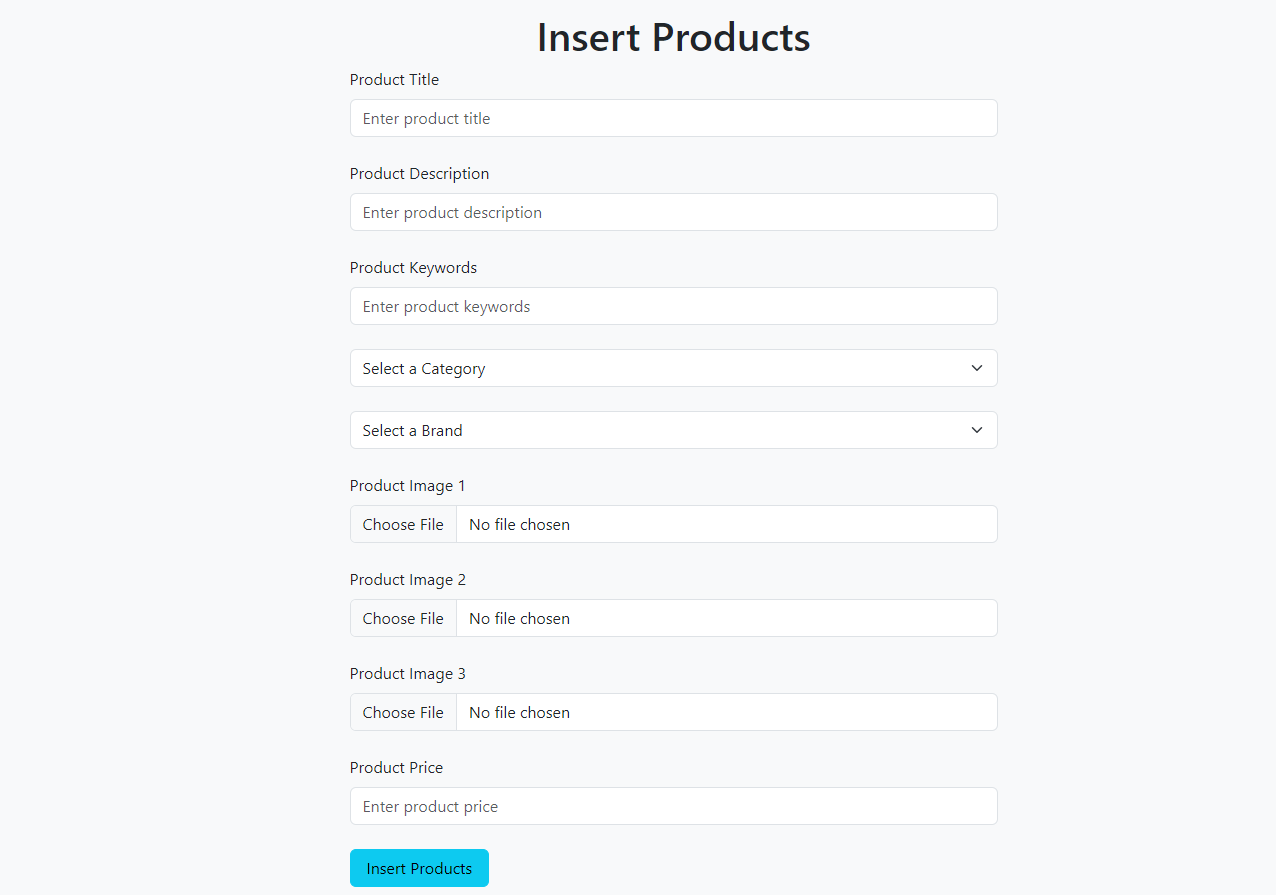 Insert Products
Product Title
Enter product title
Product Description
Enter product description
Product Keywords
Enter product keywords
Select a Category
Select a Brand
Product Image 1
Choose File No file chosen
Product Image 2
Choose File No file chosen
Product Image 3
Choose File No file chosen
Product Price
Enter product price
Insert Products